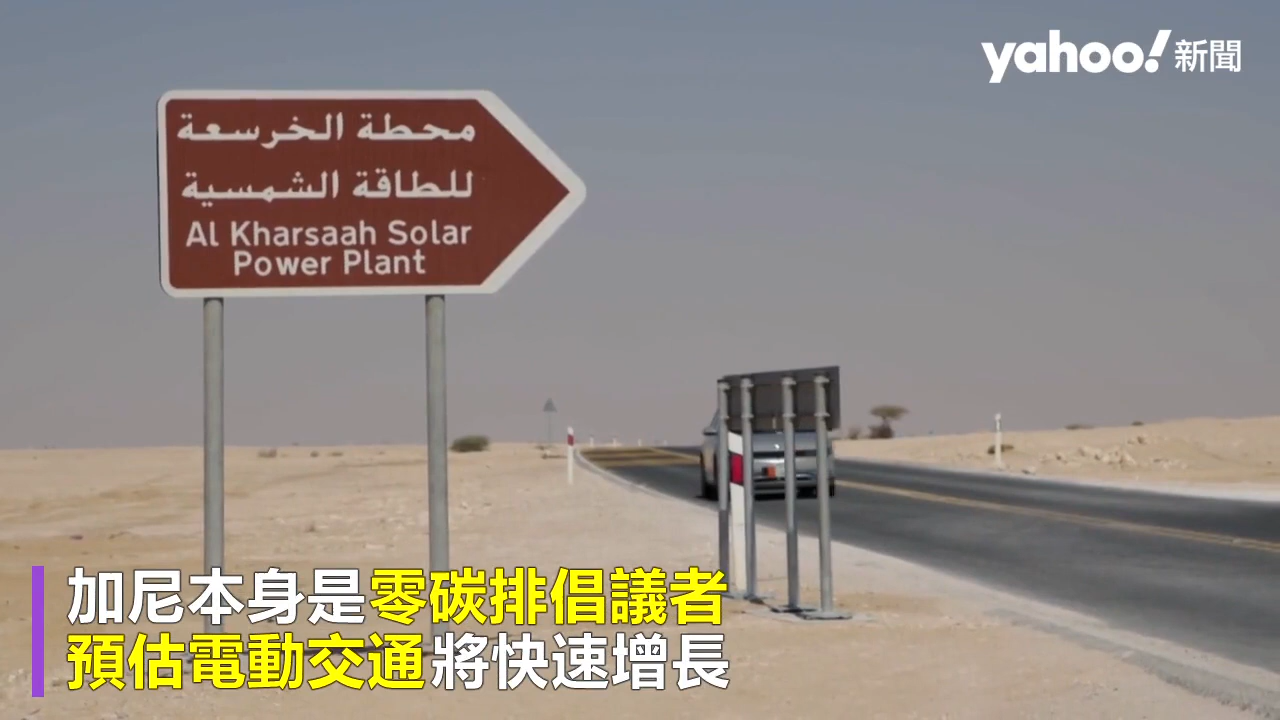 yahoo!新聞
محطة الخرسعة
للطاقة الشمسية
Al Kharsaah Solar
Power Plant
加尼本身是零碳排倡議者
預估電動交通將快速增長